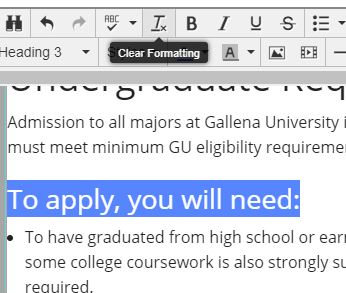 ABC B I U S
Heading 3 A
Clear Formatting
Undergraduate Req
Admission to all majors at Gallena University i
must meet minimum GU eligibility requireme
To apply, you will need:
• To have graduated from high school or earn
some college coursework is also strongly su
required.